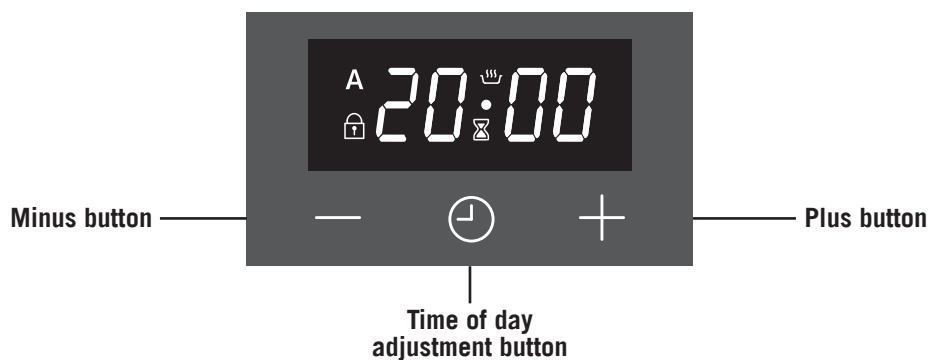 A
20:00
Minus button
Plus button
Time of day
adjustment button